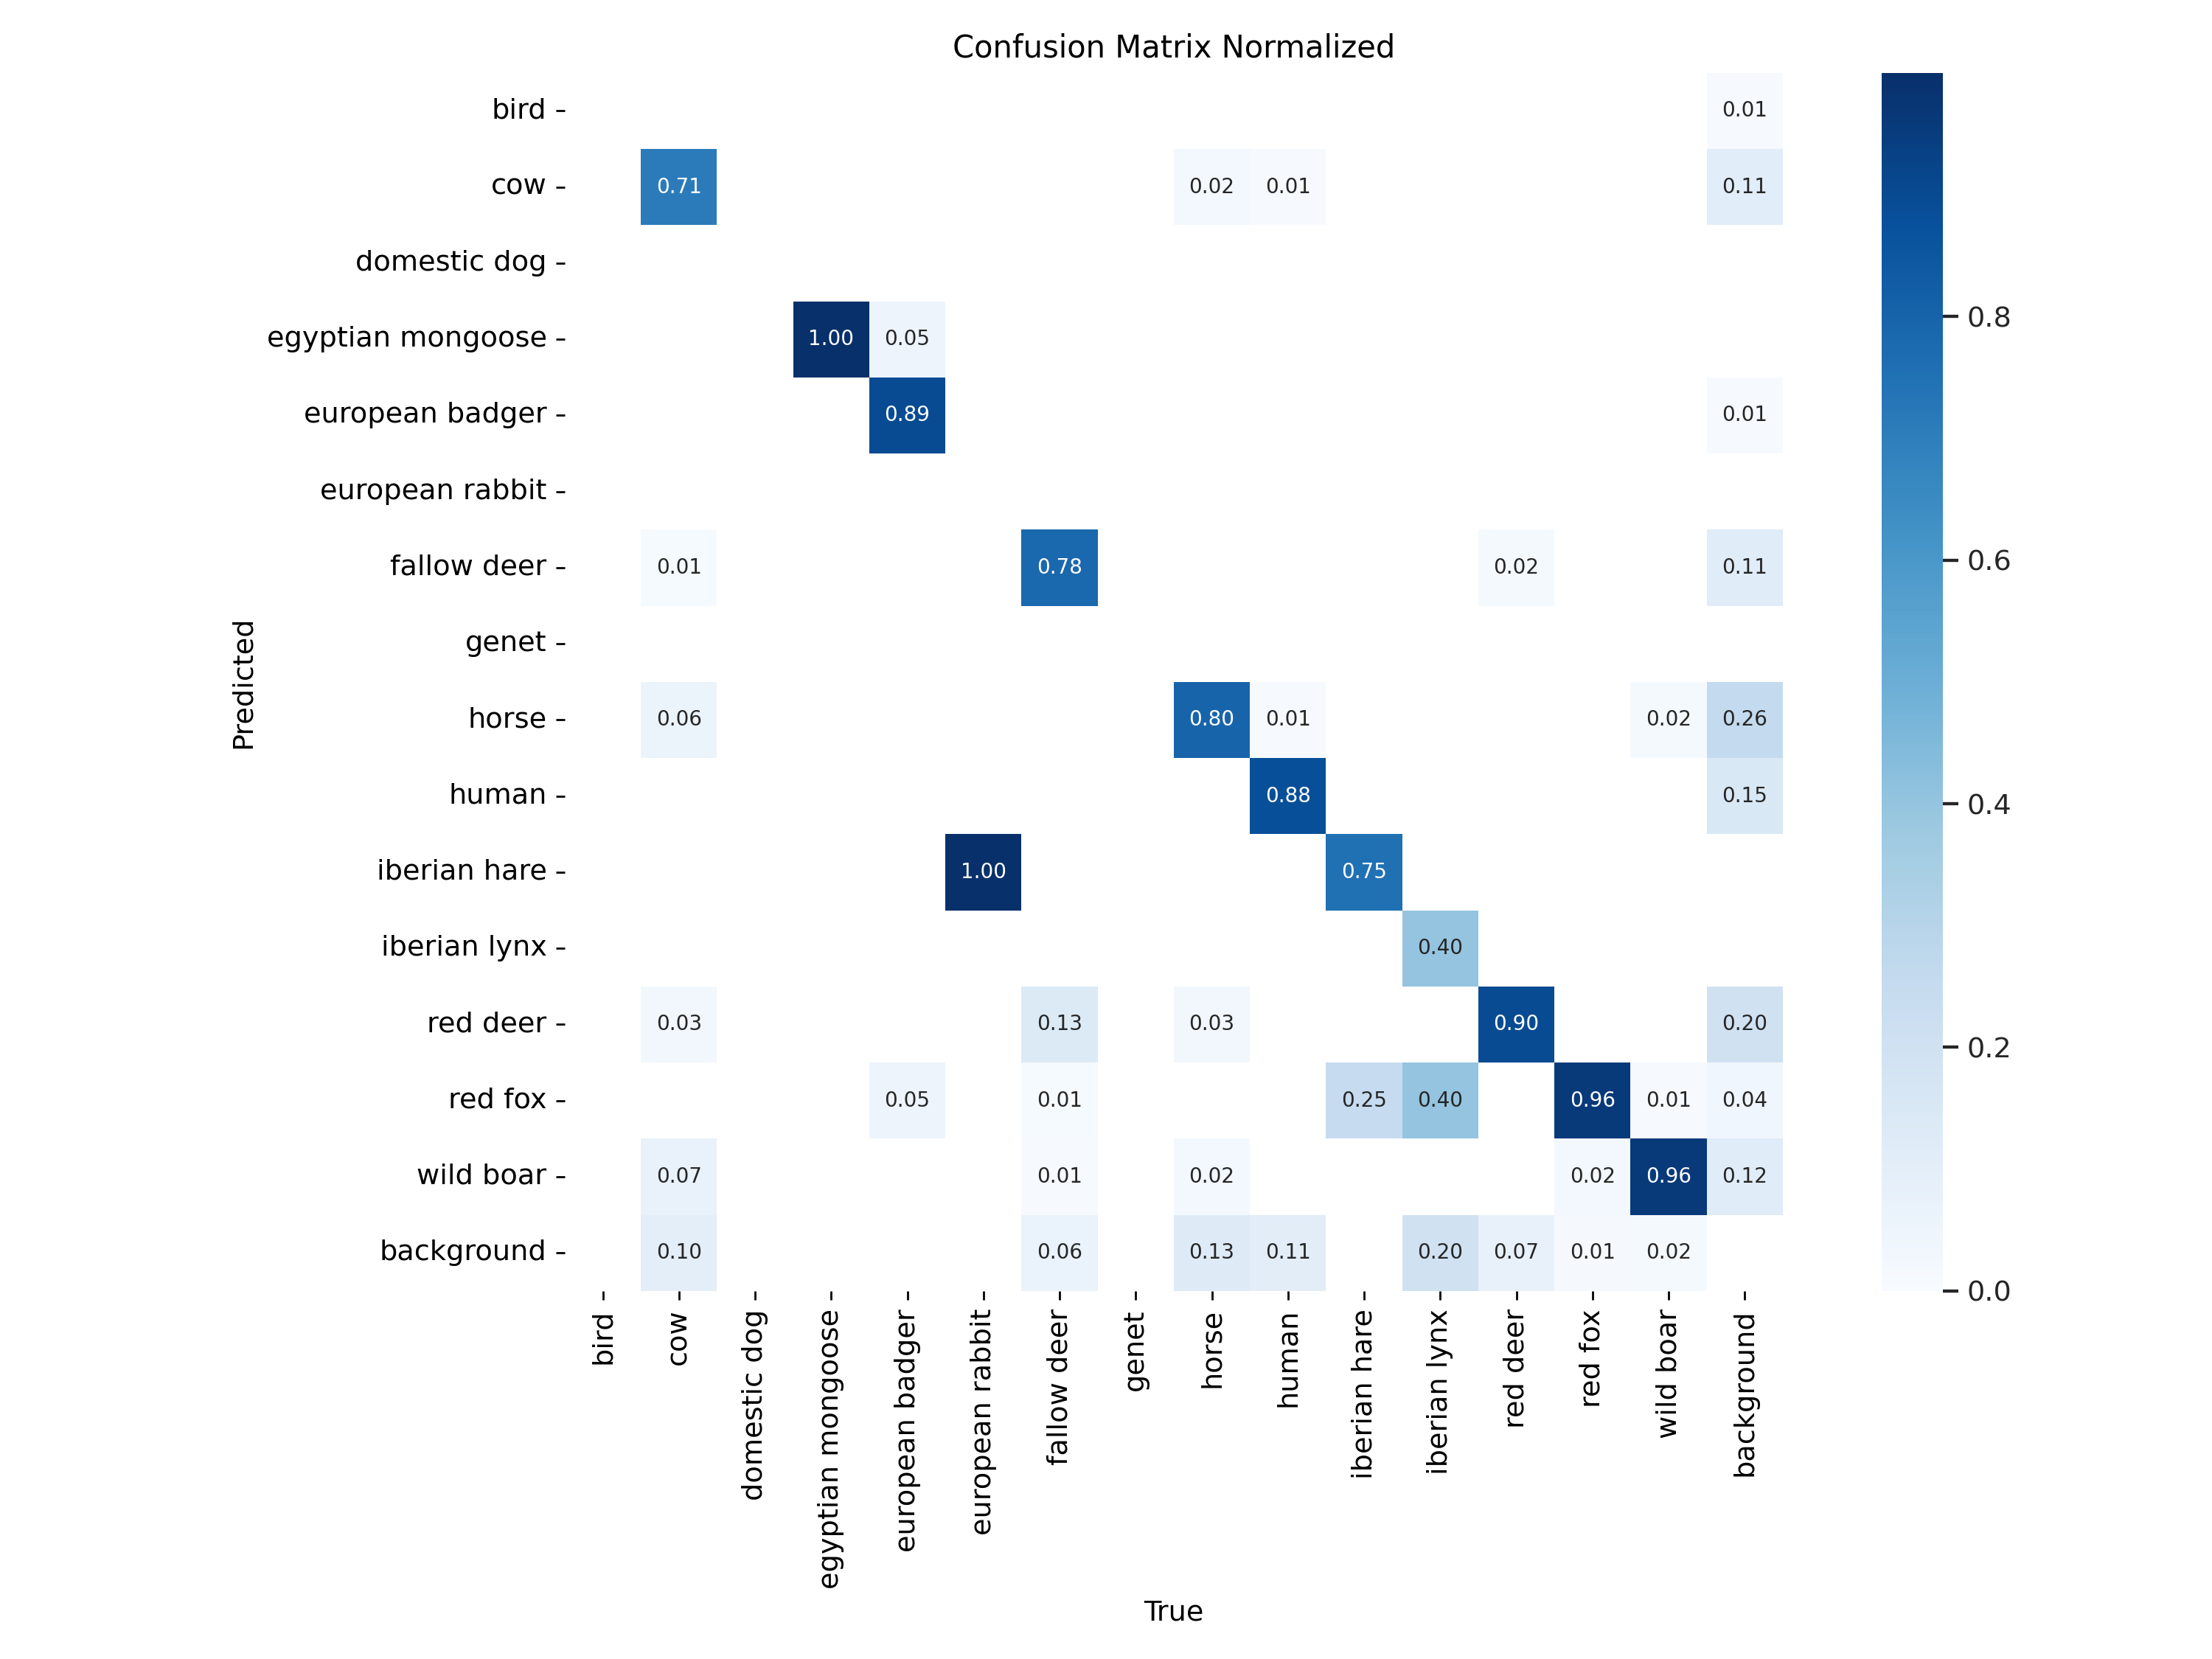 Confusion Matrix Normalized
bird 0.01
cow 0.71 0.02 0.01 0.11
domestic dog
egyptian mongoose 1.00 0.05
european badger 0.89 0.01
european rabbit
fallow deer 0.01 0.78 0.02 0.11
genet
horse 0.06 0.80 0.01 0.02 0.26
human 0.88 0.15
iberian hare 1.00 0.75
iberian lynx 0.40
red deer 0.03 0.13 0.03 0.90 0.20
red fox 0.05 0.01 0.25 0.40 0.96 0.01 0.04
wild boar 0.07 0.01 0.02 0.02 0.96 0.12
background 0.10 0.06 0.13 0.11 0.20 0.07 0.01 0.02
Predicted
bird
cow
domestic dog
egyptian mongoose
european badger
european rabbit
fallow deer
genet
horse
human
iberian hare
iberian lynx
red deer
red fox
wild boar
background
True
0.8
0.6
0.4
0.2
0.0